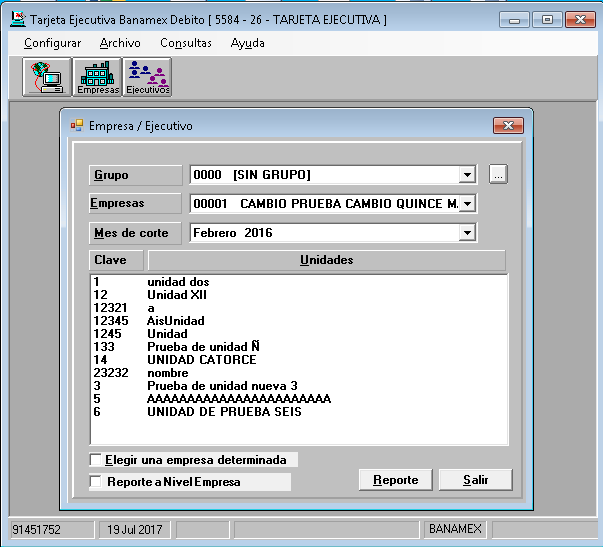 Tarjeta Ejecutiva Banamex Debito [ 5584 - 26 - TARJETA EJECUTIVA ]
Configurar Archivo Consultas Ayuda
Empresas Ejecutivos
Empresa / Ejecutivo
Grupo 0000 [SIN GRUPO] ...
Empresas 00001 CAMBIO PRUEBA CAMBIO QUINCE
Mes de corte Febrero 2016
Clave Unidades
1 unidad dos
12 Unidad XII
12321 a
12345 AisUnidad
1245 Unidad
133 Prueba de unidad Ñ
14 UNIDAD CATORCE
23232 nombre
3 Prueba de unidad nueva 3
5 AAAAAAAAAAAAAAAAAAAAAAA
6 UNIDAD DE PRUEBA SEIS
Elegir una empresa determinada
Reporte a Nivel Empresa
Reporte Salir
91451752 19 Jul 2017 BANAMEX